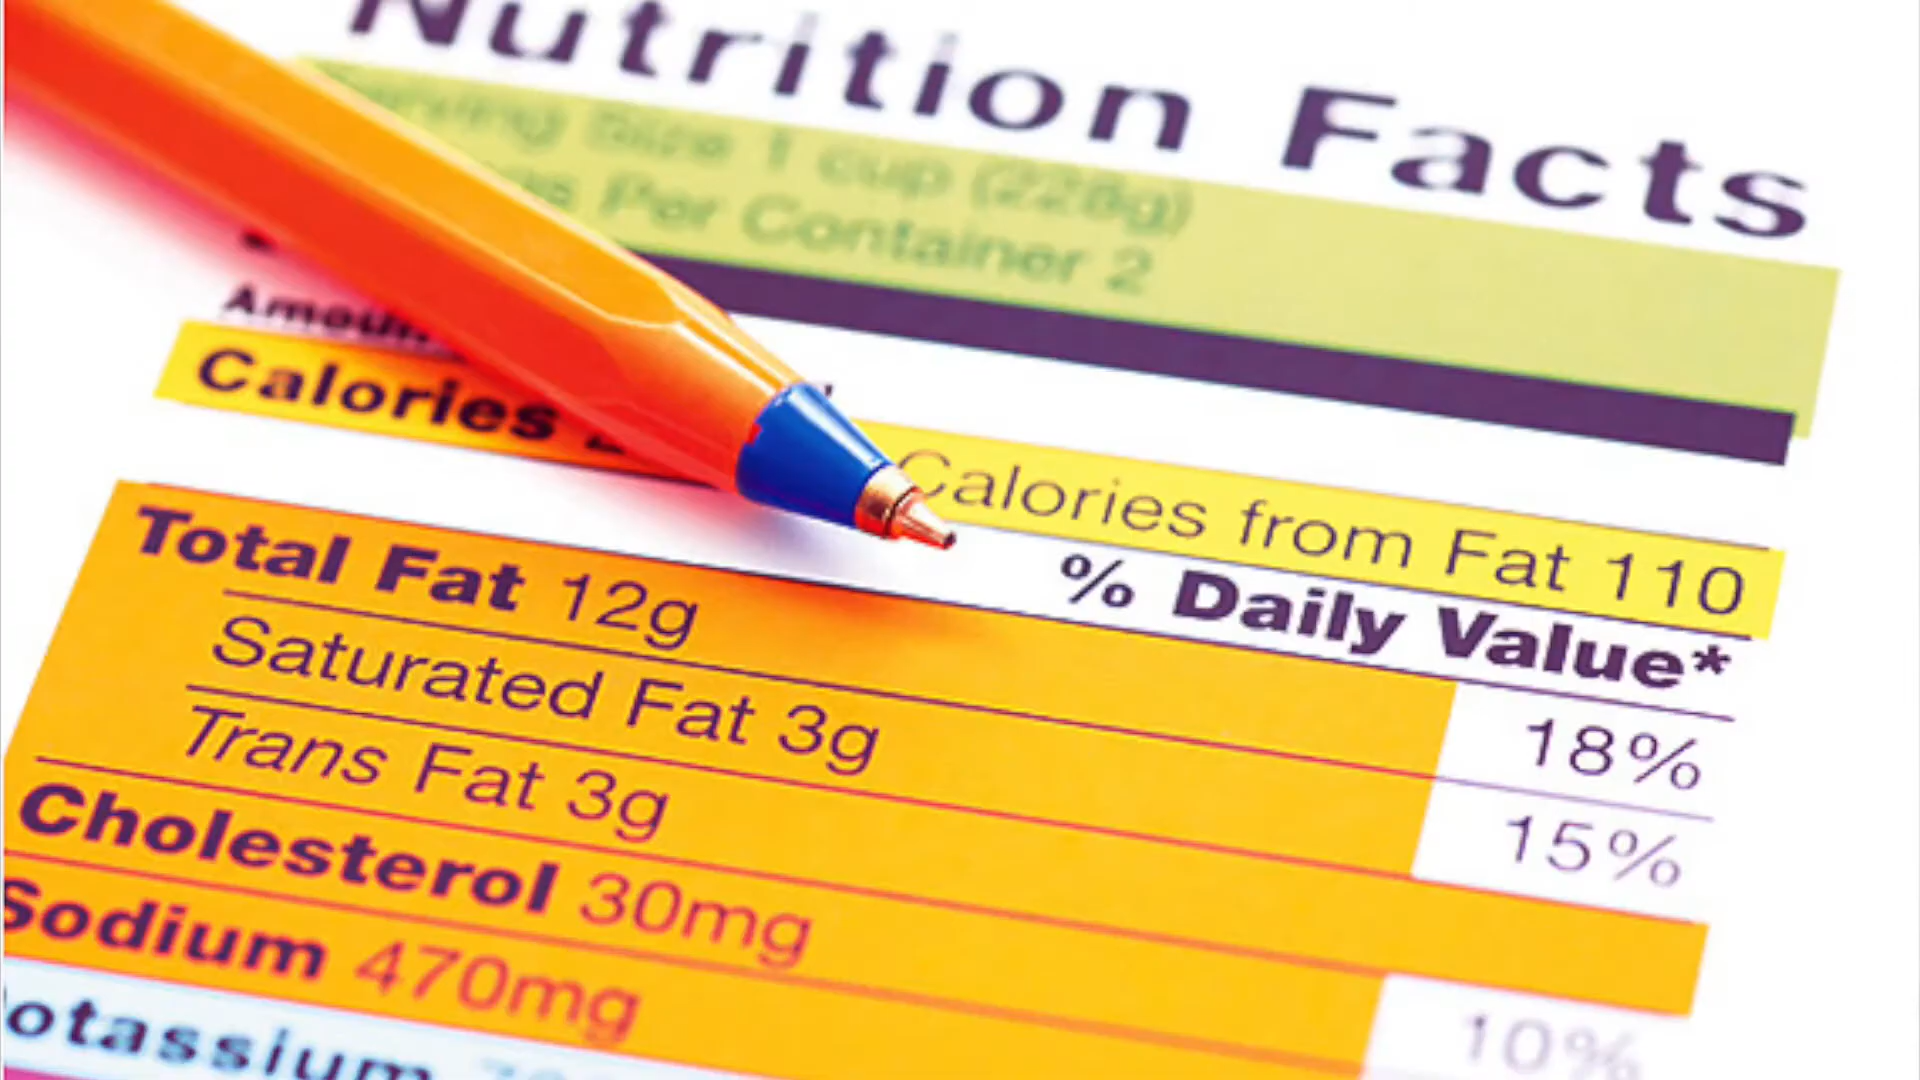 Nutrition Facts
Serving Size 1 cup (228g)
Per Container 2
Calories
Calories from Fat 110
% Daily Value*
Total Fat 12g 18%
Saturated Fat 3g 15%
Trans Fat 3g
Cholesterol 30mg 10%
Sodium 470mg
otassium